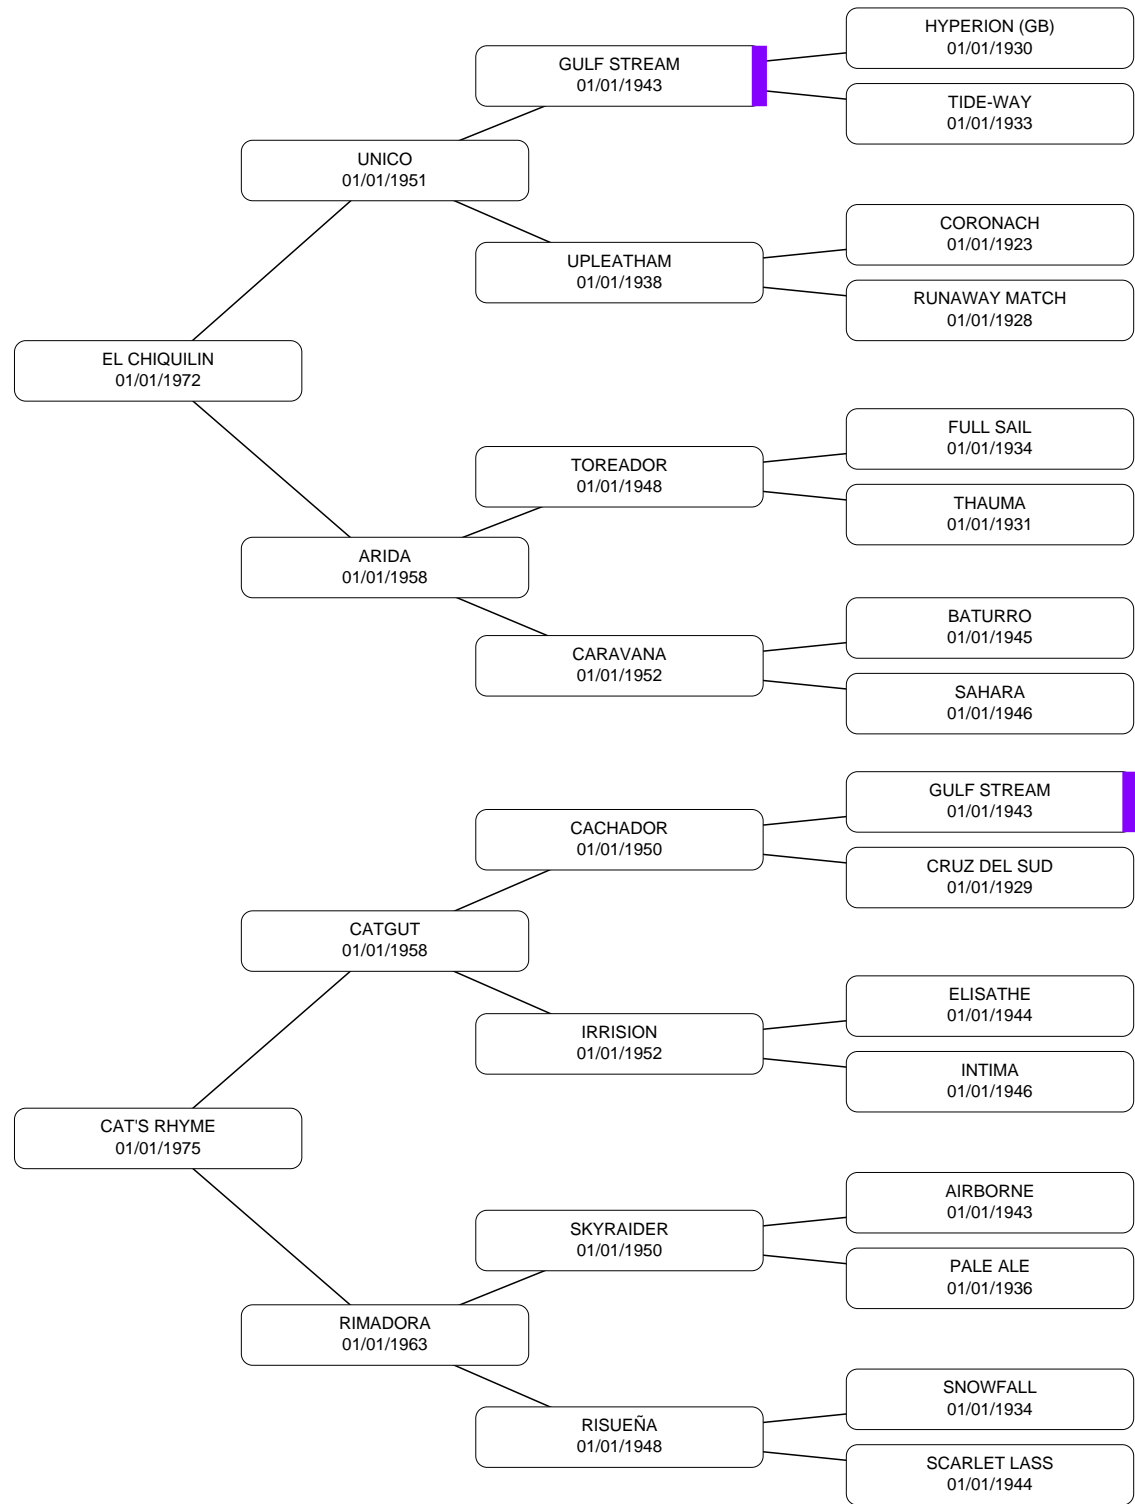 HYPERION (GB)
01/01/1930
GULF STREAM
01/01/1943
TIDE-WAY
01/01/1933
UNICO
01/01/1951
CORONACH
01/01/1923
UPLEATHAM
01/01/1938
RUNAWAY MATCH
01/01/1928
EL CHIQUILIN
01/01/1972
FULL SAIL
01/01/1934
TOREADOR
01/01/1948
THAUMA
01/01/1931
ARIDA
01/01/1958
BATURRO
01/01/1945
CARAVANA
01/01/1952
SAHARA
01/01/1946
GULF STREAM
01/01/1943
CACHADOR
01/01/1950
CRUZ DEL SUD
01/01/1929
CATGUT
01/01/1958
ELISATHE
01/01/1944
IRRISION
01/01/1952
INTIMA
01/01/1946
CAT'S RHYME
01/01/1975
AIRBORNE
01/01/1943
SKYRAIDER
01/01/1950
PALE ALE
01/01/1936
RIMADORA
01/01/1963
SNOWFALL
01/01/1934
RISUEÑA
01/01/1948
SCARLET LASS
01/01/1944